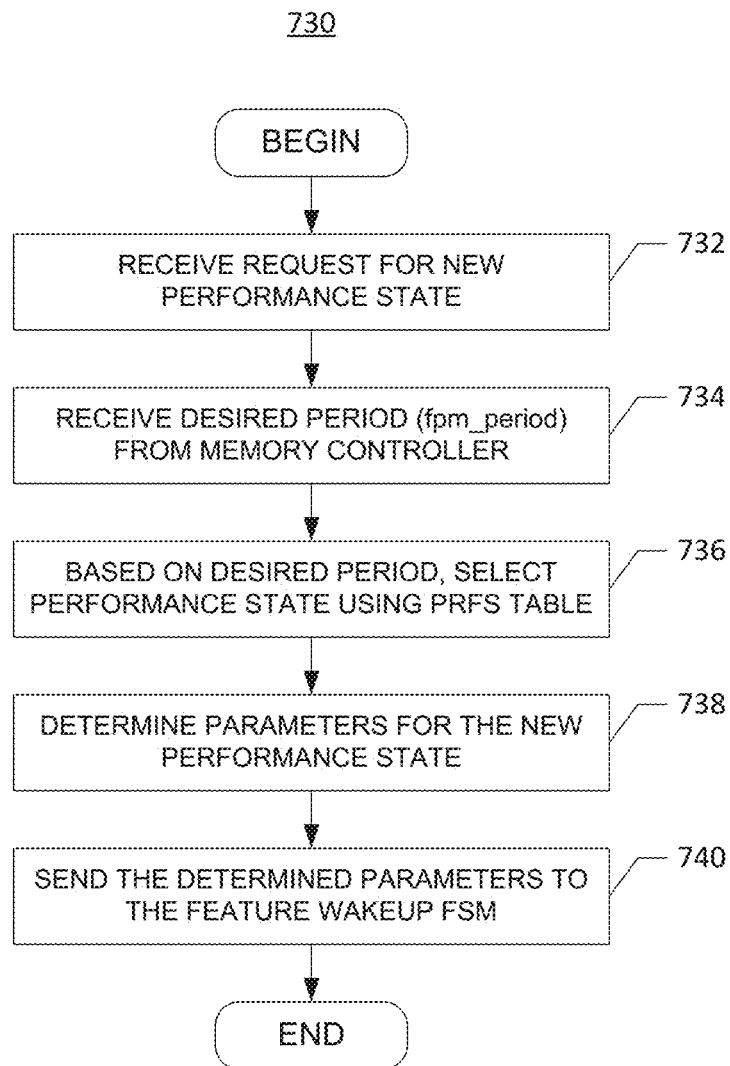 730
BEGIN
RECEIVE REQUEST FOR NEW
PERFORMANCE STATE
732
RECEIVE DESIRED PERIOD (fpm_period)
FROM MEMORY CONTROLLER
734
BASED ON DESIRED PERIOD, SELECT
PERFORMANCE STATE USING PRFS TABLE
736
DETERMINE PARAMETERS FOR THE NEW
PERFORMANCE STATE
738
SEND THE DETERMINED PARAMETERS TO
THE FEATURE WAKEUP FSM
740
END